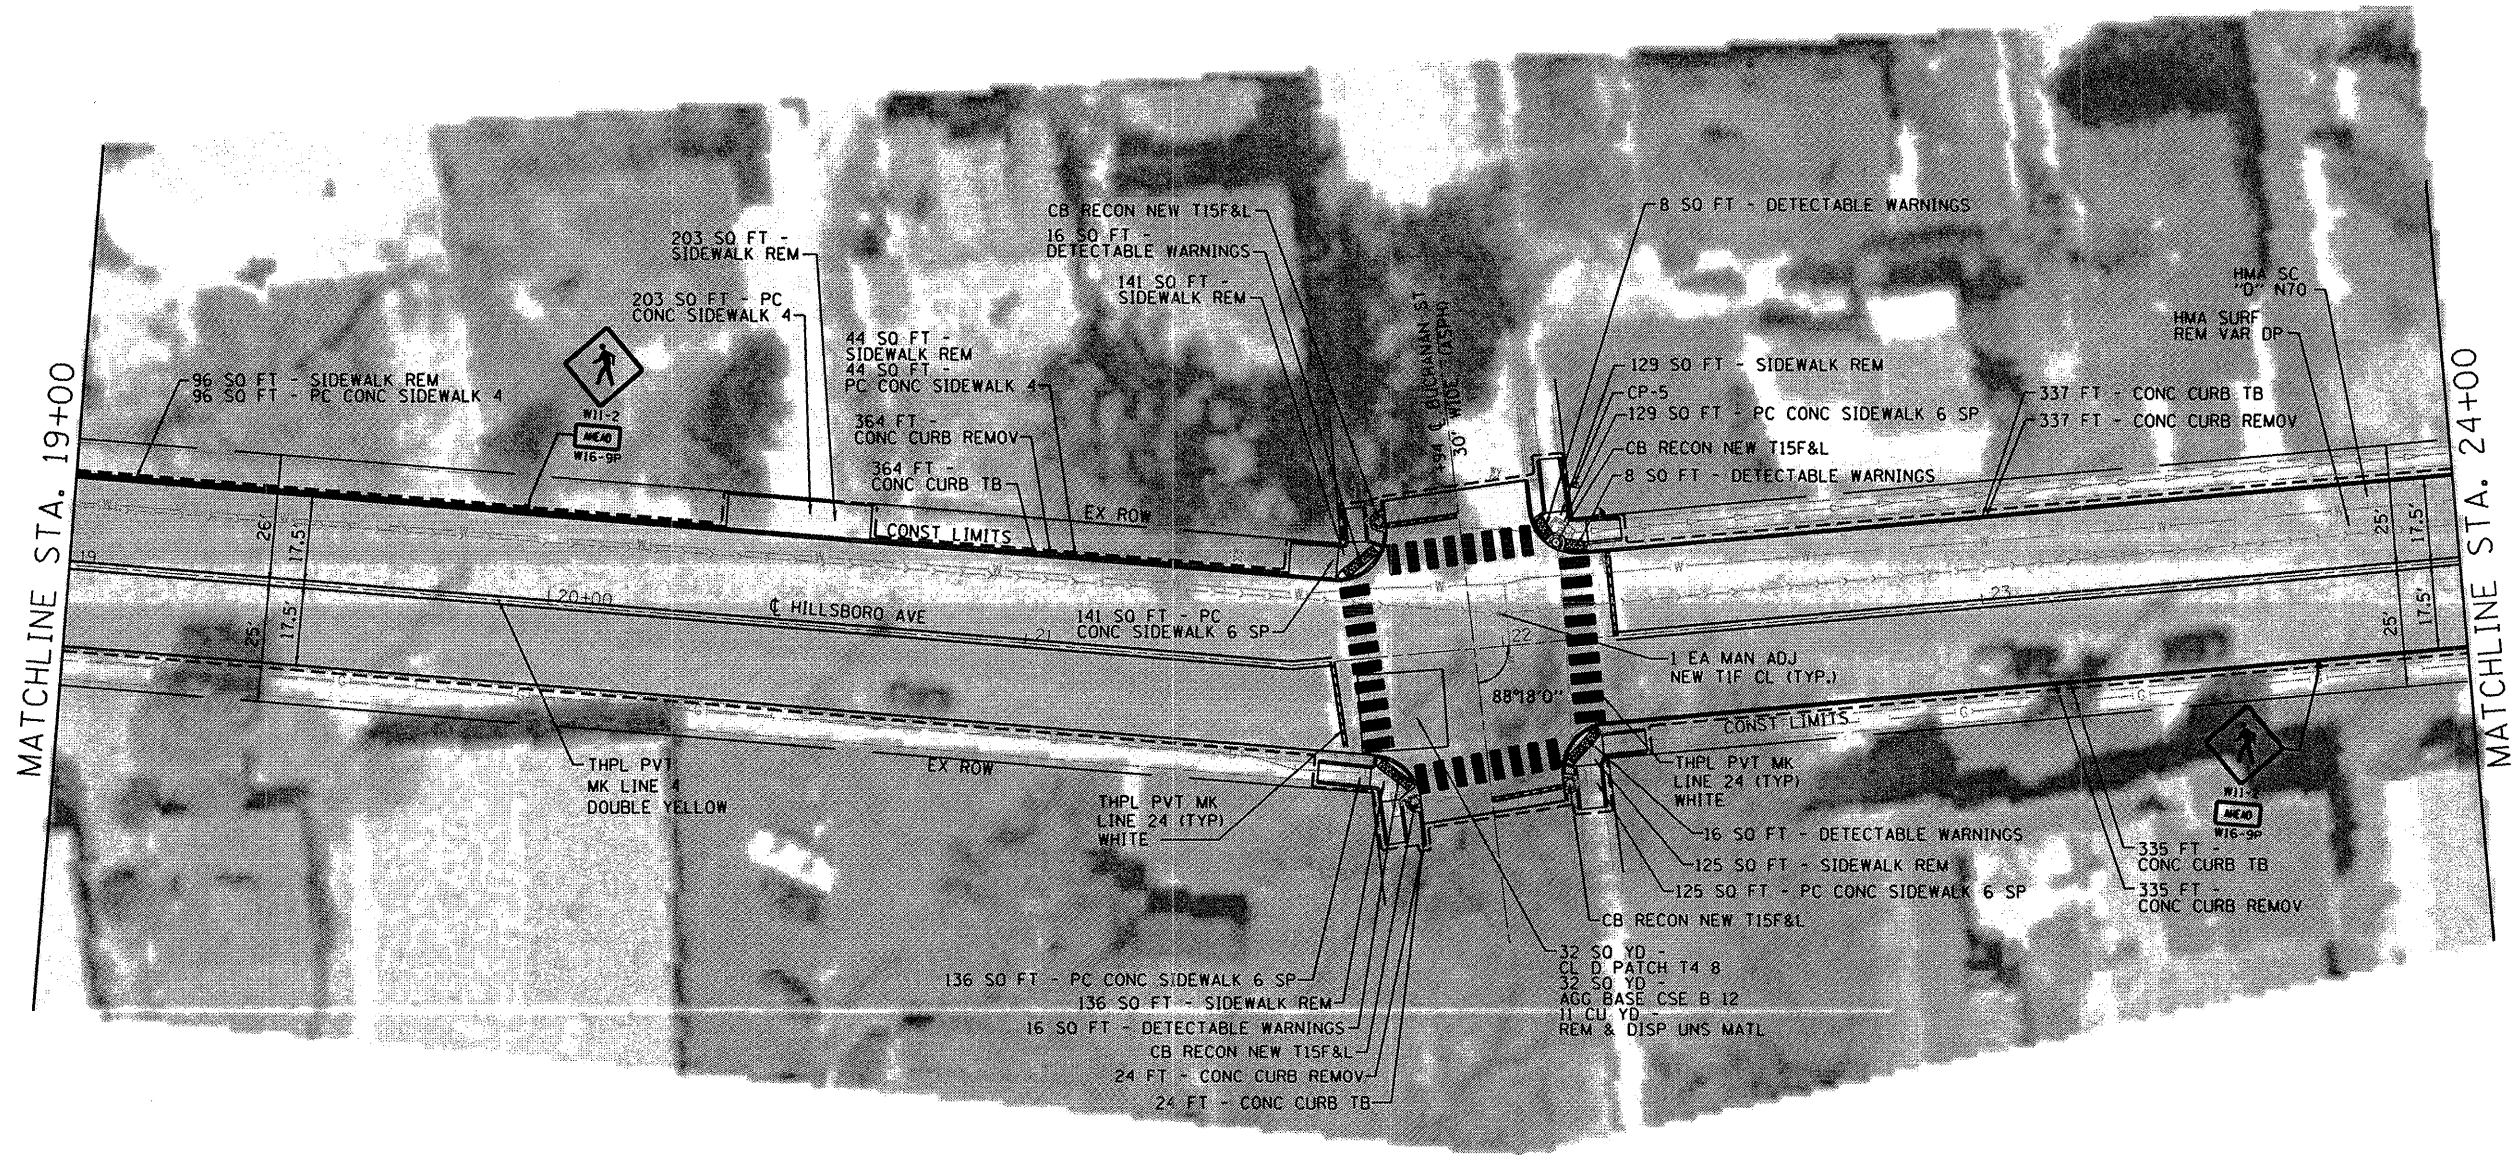 MATCHLINE STA. 19+00
96 SQ FT - SIDEWALK REM
96 SQ FT - PC CONC SIDEWALK 4
W11-2
AHEAD
W16-9P
203 SQ FT -
SIDEWALK REM
203 SQ FT - PC
CONC SIDEWALK 4
44 SQ FT -
SIDEWALK REM
44 SQ FT -
PC CONC SIDEWALK 4
364 FT -
CONC CURB REMOV
364 FT -
CONC CURB TB
CB RECON NEW T15F&L
16 SQ FT -
DETECTABLE WARNINGS
141 SQ FT -
SIDEWALK REM
℄ BUCHANAN ST
30' WIDE
8 SQ FT - DETECTABLE WARNINGS
129 SQ FT - SIDEWALK REM
CP-5
129 SQ FT - PC CONC SIDEWALK 6 SP
CB RECON NEW T15F&L
8 SQ FT - DETECTABLE WARNINGS
HMA SC
"D" N70
HMA SURF
REM VAR DP
337 FT - CONC CURB TB
337 FT - CONC CURB REMOV
MATCHLINE STA. 24+00
EX ROW
CONST LIMITS
26'
17.5'
25'
17.5'
19
20+00
℄ HILLSBORO AVE
21
22
23
25'
17.5'
25'
17.5'
141 SQ FT - PC
CONC SIDEWALK 6 SP
1 EA MAN ADJ
NEW T1F CL (TYP.)
88°18'0"
CONST LIMITS
EX ROW
THPL PVT
MK LINE 4
DOUBLE YELLOW
THPL PVT MK
LINE 24 (TYP)
WHITE
THPL PVT MK
LINE 24 (TYP)
WHITE
W11-2
AHEAD
W16-9P
16 SQ FT - DETECTABLE WARNINGS
125 SQ FT - SIDEWALK REM
125 SQ FT - PC CONC SIDEWALK 6 SP
CB RECON NEW T15F&L
335 FT -
CONC CURB TB
335 FT -
CONC CURB REMOV
32 SQ YD -
CL D PATCH T4 8
32 SQ YD -
AGG BASE CSE B 12
11 CU YD -
REM & DISP UNS MATL
136 SQ FT - PC CONC SIDEWALK 6 SP
136 SQ FT - SIDEWALK REM
16 SQ FT - DETECTABLE WARNINGS
CB RECON NEW T15F&L
24 FT - CONC CURB REMOV
24 FT - CONC CURB TB